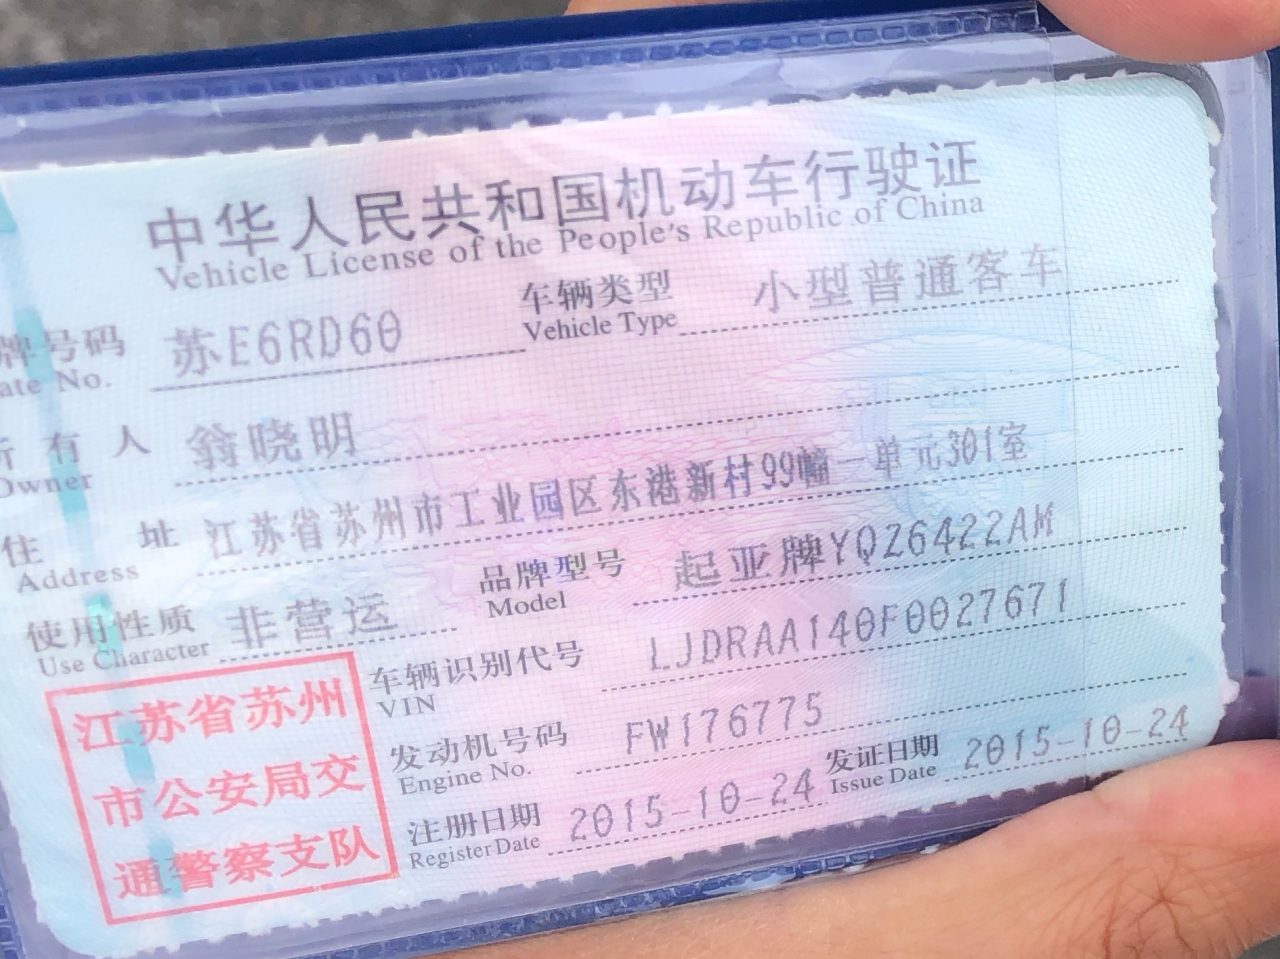 中华人民共和国机动车行驶证
Vehicle License of the People's Republic of China
牌号码 苏E6RD60 车辆类型 小型普通客车
ate No. Vehicle Type
所有人 翁晓明
Owner
住 址 江苏省苏州市工业园区东港新村99幢一单元301室
Address
使用性质 非营运 品牌型号 起亚牌YQZ6422AM
Use Character Model
车辆识别代号 LJDRAA140F0027671
VIN
发动机号码 FW176775
Engine No.
注册日期 2015-10-24 发证日期 2015-10-24
Register Date Issue Date
江苏省苏州
市公安局交
通警察支队